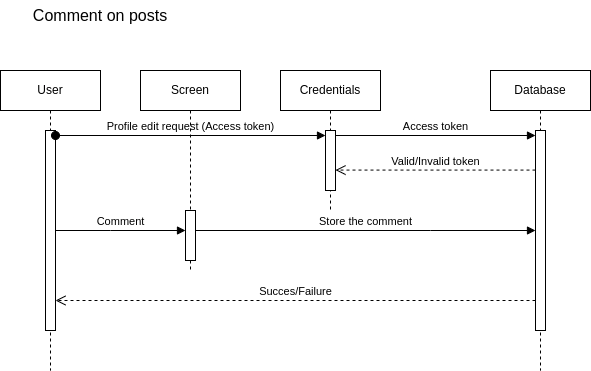 Comment on posts
User
Screen
Credentials
Database
Profile edit request (Access token)
Access token
Valid/Invalid token
Comment
Store the comment
Succes/Failure